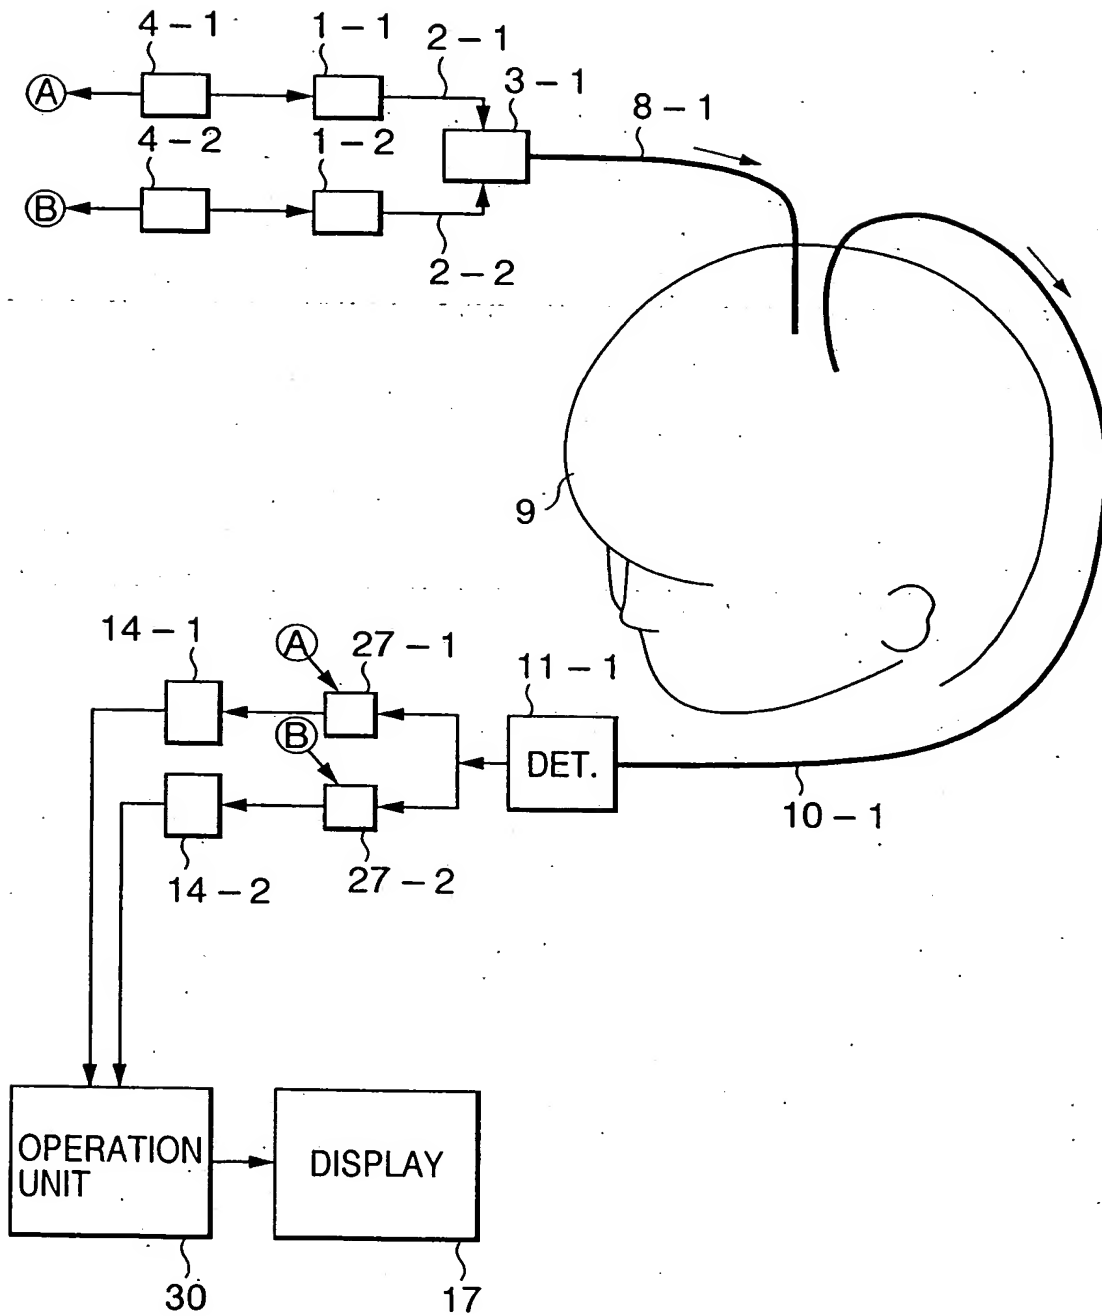 4-1
1-1
2-1
3-1
8-1
A
4-2
1-2
B
2-2
9
14-1
A
27-1
11-1
B
DET.
10-1
14-2
27-2
OPERATION
UNIT
DISPLAY
30
17